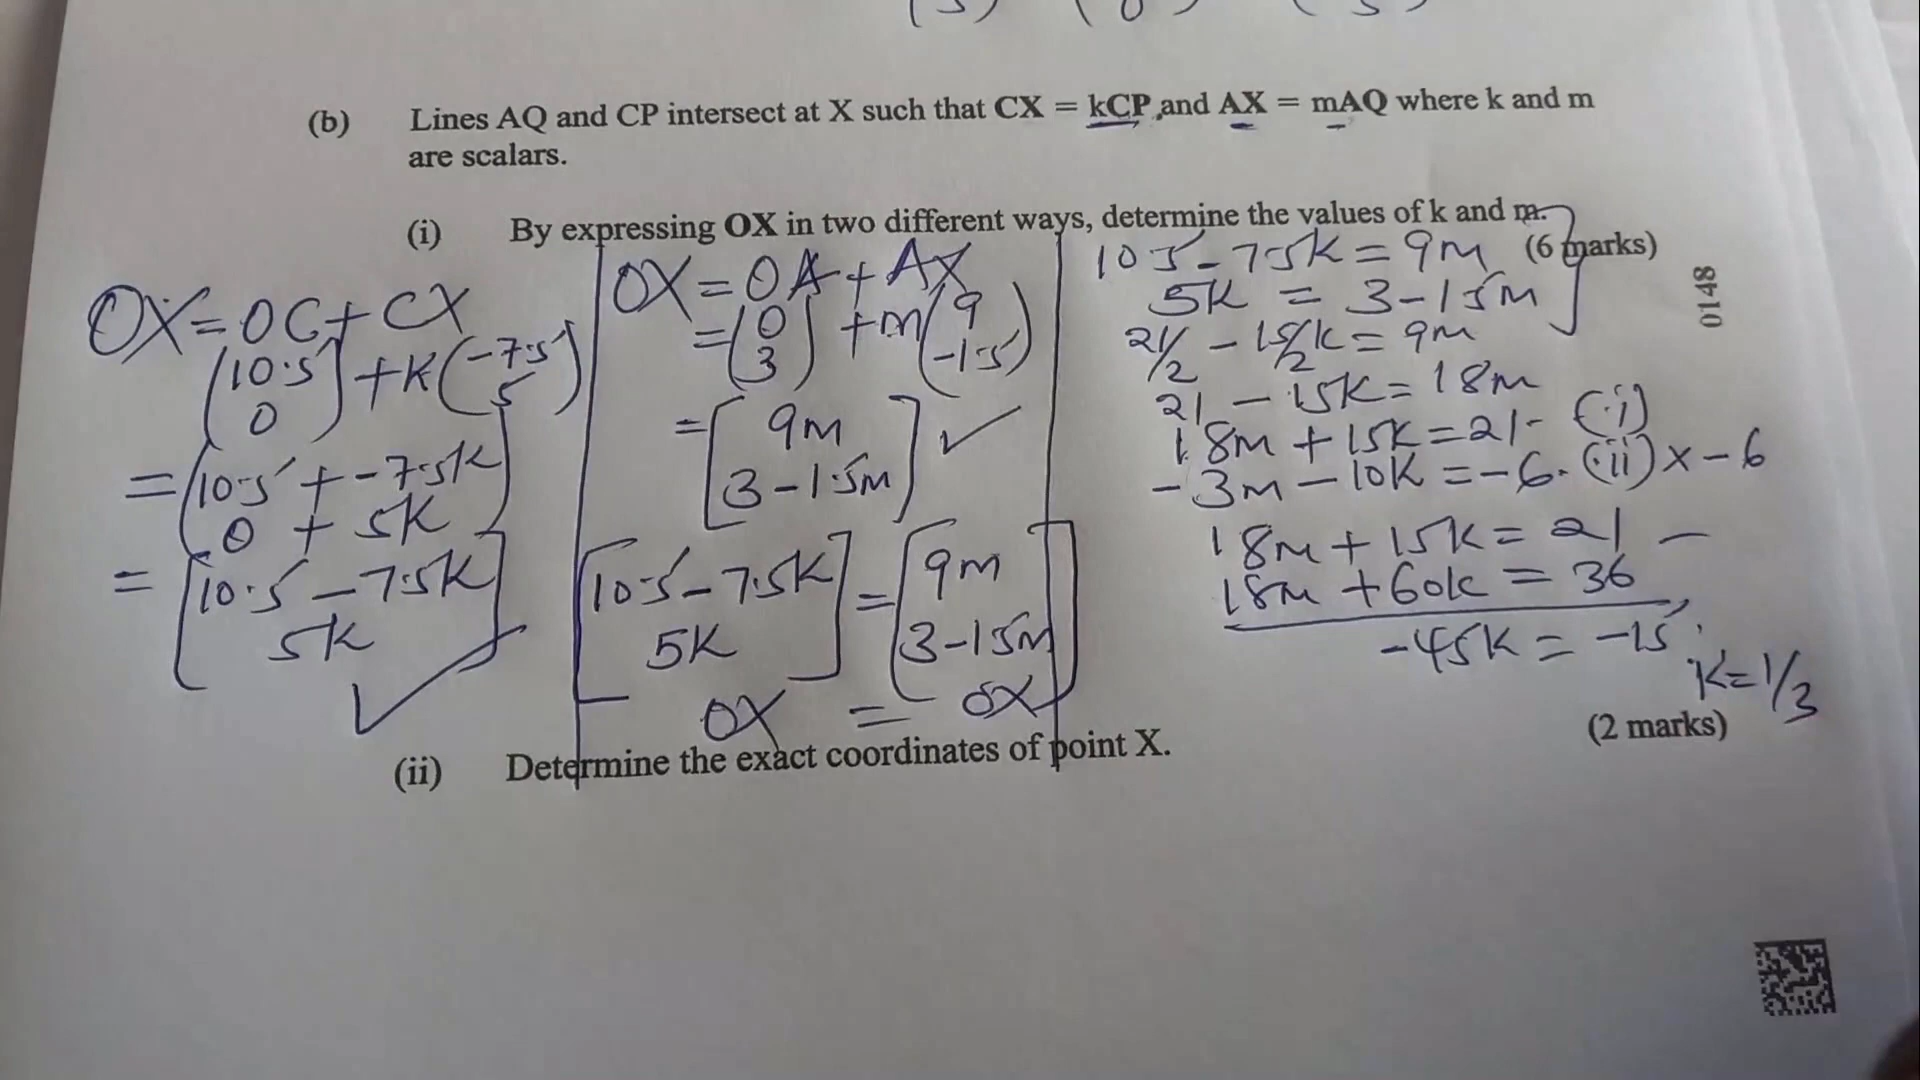 (b) Lines AQ and CP intersect at X such that CX = kCP, and AX = mAQ where k and m
are scalars.
(i) By expressing OX in two different ways, determine the values of k and m.
(6 marks)
OX = OC + CX
(10.5 0) + K(-7.5 5)
= (10.5 + -7.5K
0 + 5K)
= [10.5 - 7.5K
5K]
OX = OA + AX
= (0 3) + m(9 -1.5)
= [9m
3 - 1.5m] ✓
[10.5 - 7.5K 5K] = [9m 3 - 1.5m]
OX = OX
10.5 - 7.5K = 9m
5K = 3 - 1.5m
21/2 - 15/2K = 9m
21 - 15K = 18m
18m + 15K = 21 - (i)
-3m - 10K = -6. (ii) x -6
18m + 15K = 21 -
18m + 60K = 36
-45K = -15
K = 1/3
0148
(ii) Determine the exact coordinates of point X.
(2 marks)